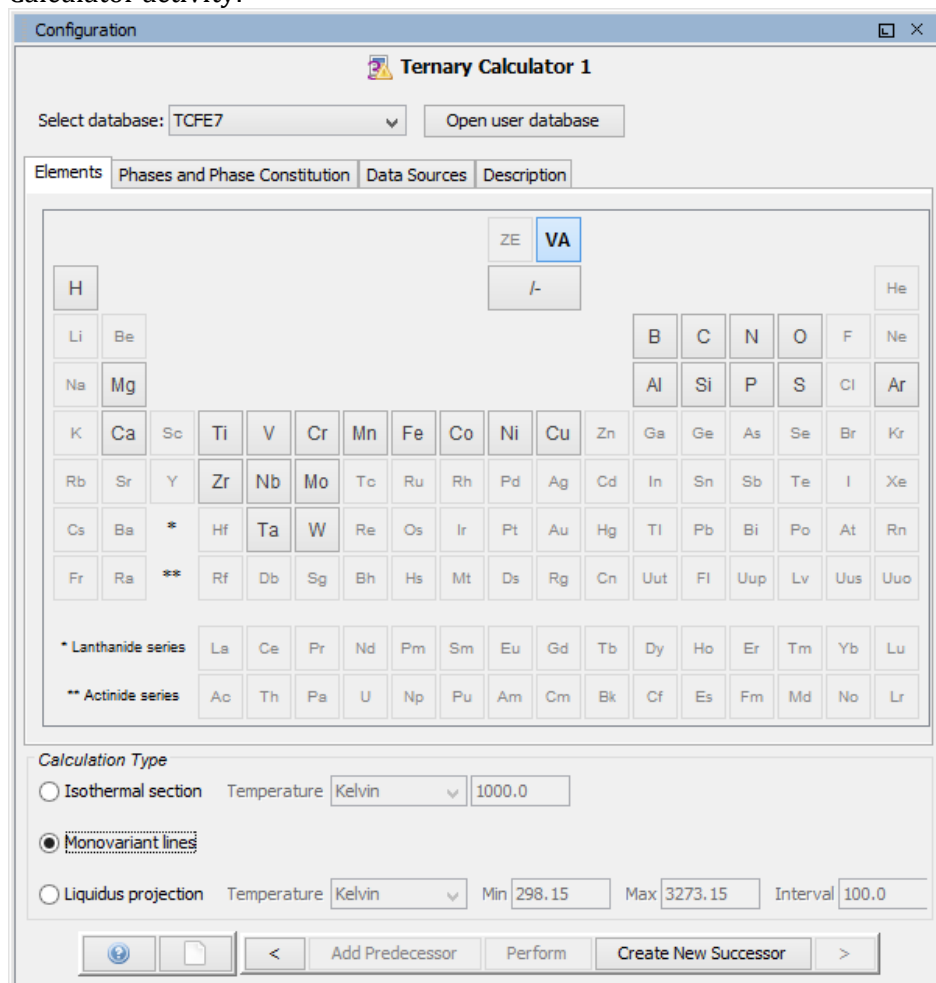 Calculator activity.
Configuration
Ternary Calculator 1
Select database: TCFE7 Open user database
Elements Phases and Phase Constitution Data Sources Description
ZE VA
H /- He
Li Be B C N O F Ne
Na Mg Al Si P S Cl Ar
K Ca Sc Ti V Cr Mn Fe Co Ni Cu Zn Ga Ge As Se Br Kr
Rb Sr Y Zr Nb Mo Tc Ru Rh Pd Ag Cd In Sn Sb Te I Xe
Cs Ba * Hf Ta W Re Os Ir Pt Au Hg Tl Pb Bi Po At Rn
Fr Ra ** Rf Db Sg Bh Hs Mt Ds Rg Cn Uut Fl Uup Lv Uus Uuo
* Lanthanide series La Ce Pr Nd Pm Sm Eu Gd Tb Dy Ho Er Tm Yb Lu
** Actinide series Ac Th Pa U Np Pu Am Cm Bk Cf Es Fm Md No Lr
Calculation Type
Isothermal section Temperature Kelvin 1000.0
Monovariant lines
Liquidus projection Temperature Kelvin Min 298.15 Max 3273.15 Interval 100.0
< Add Predecessor Perform Create New Successor >